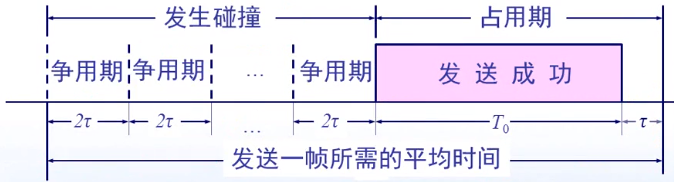 发生碰撞 占用期
争用期 争用期 … 争用期 发 送 成 功
2τ 2τ … 2τ T₀ τ
发送一帧所需的平均时间